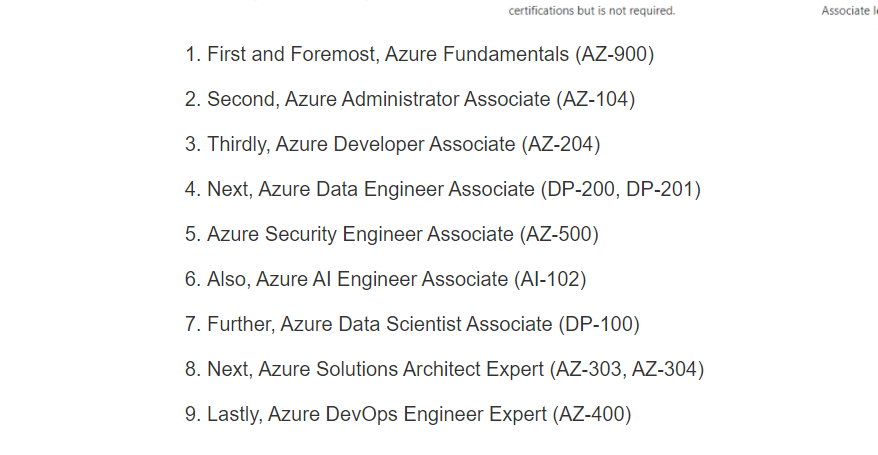 certifications but is not required.
Associate
1. First and Foremost, Azure Fundamentals (AZ-900)
2. Second, Azure Administrator Associate (AZ-104)
3. Thirdly, Azure Developer Associate (AZ-204)
4. Next, Azure Data Engineer Associate (DP-200, DP-201)
5. Azure Security Engineer Associate (AZ-500)
6. Also, Azure AI Engineer Associate (AI-102)
7. Further, Azure Data Scientist Associate (DP-100)
8. Next, Azure Solutions Architect Expert (AZ-303, AZ-304)
9. Lastly, Azure DevOps Engineer Expert (AZ-400)